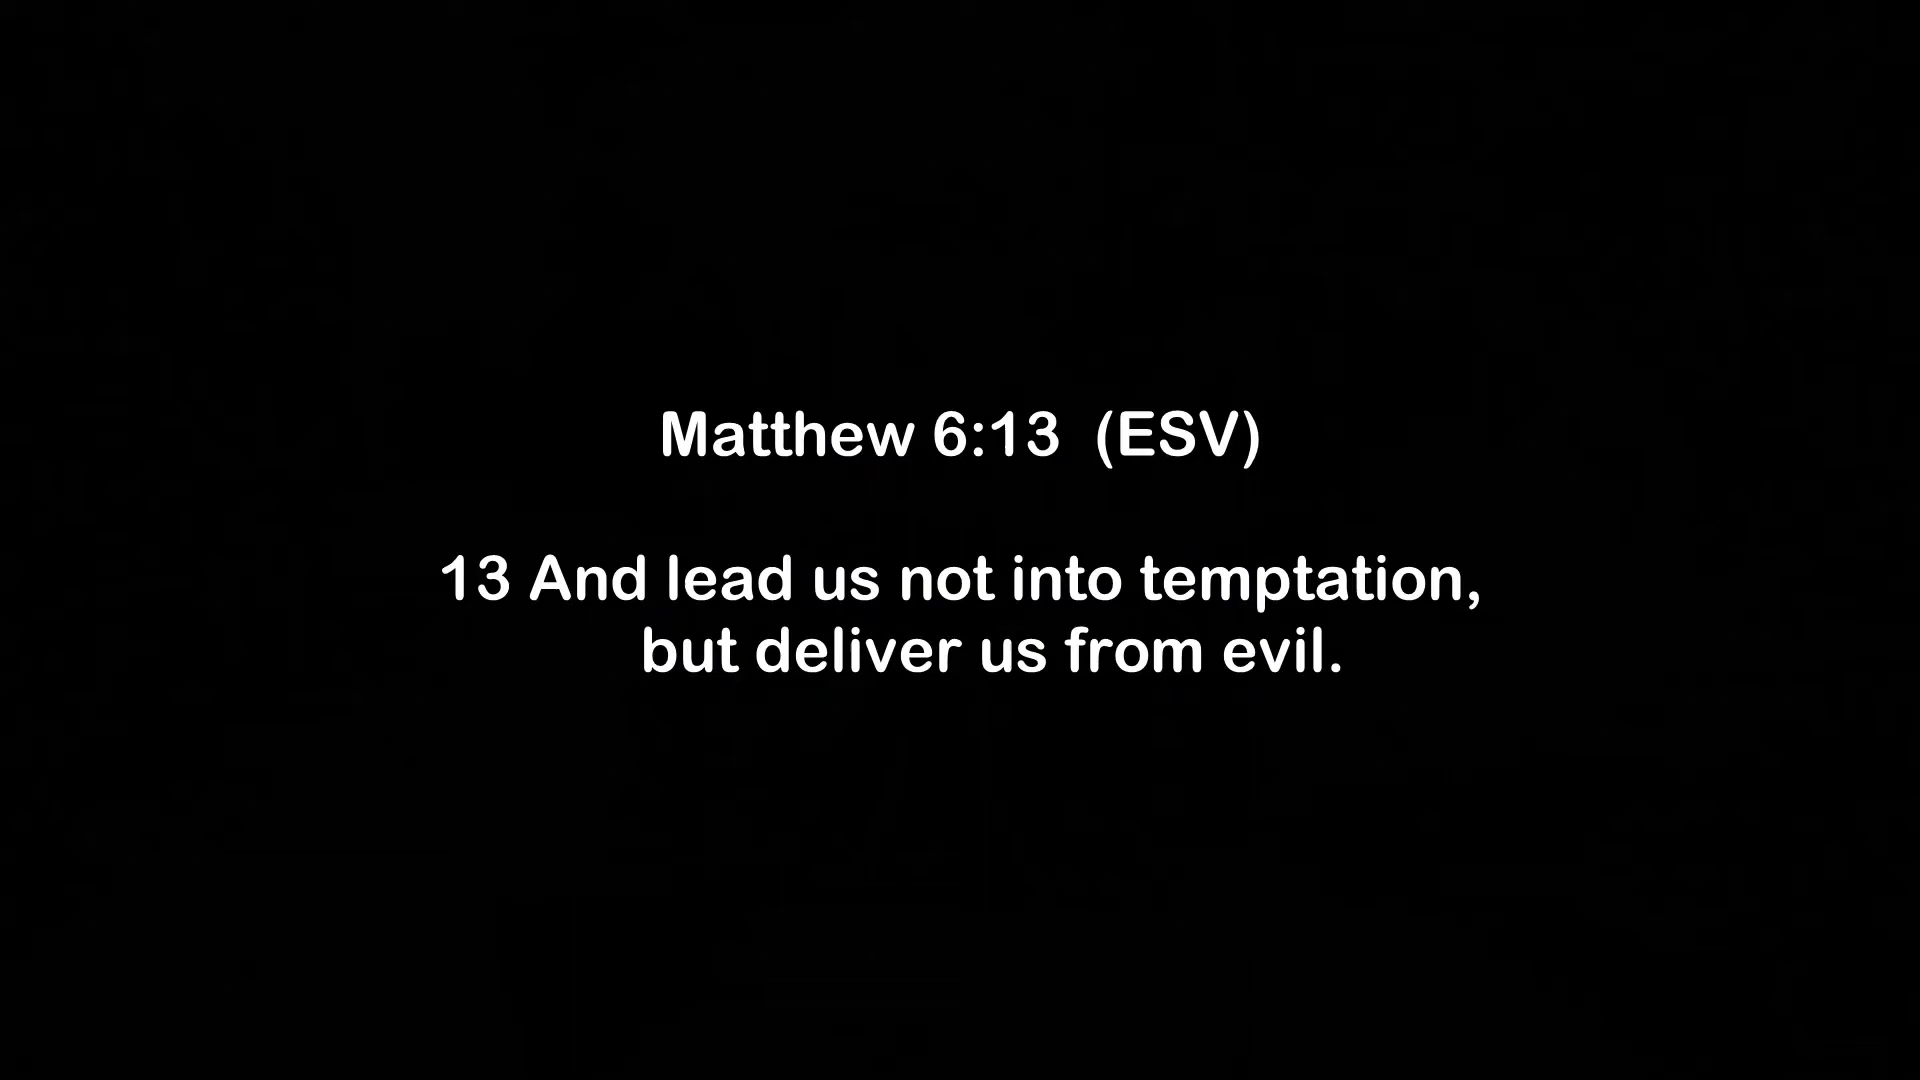 Matthew 6:13  (ESV)
13 And lead us not into temptation,
but deliver us from evil.